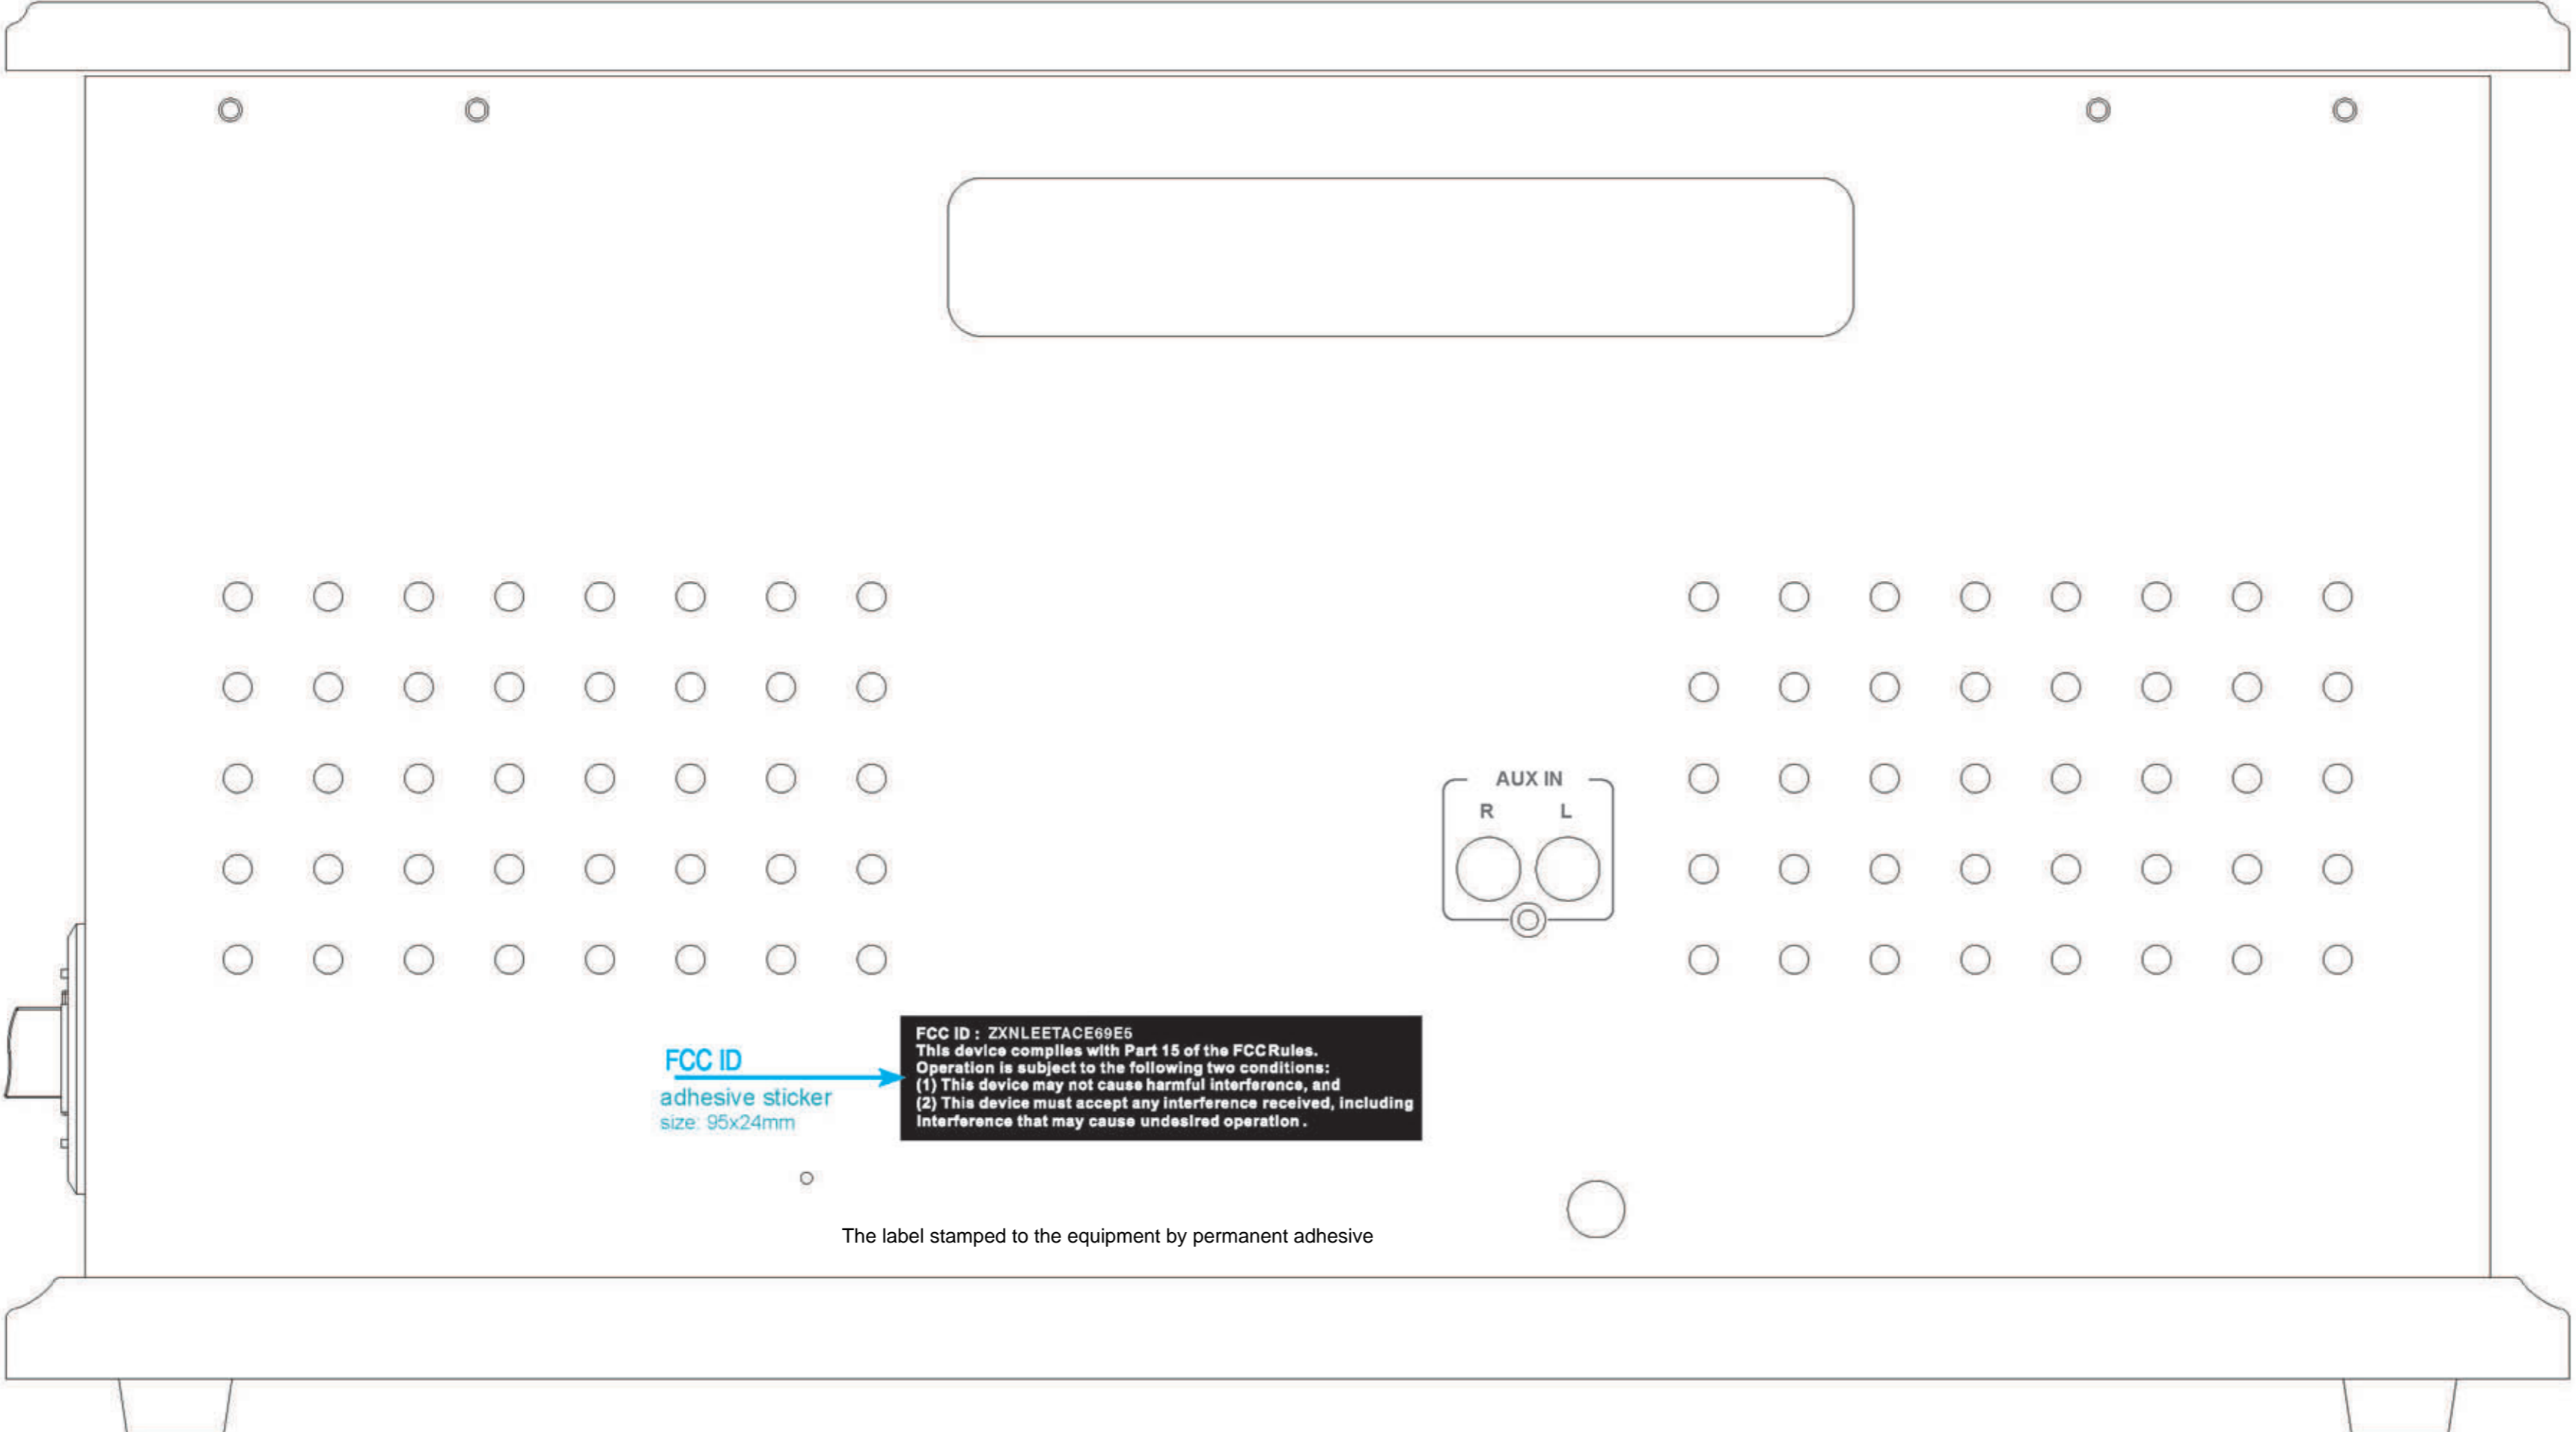 AUX IN
R L
FCC ID
adhesive sticker
size: 95x24mm
FCC ID : ZXNLEETACE69E5
This device complies with Part 15 of the FCC Rules.
Operation is subject to the following two conditions:
(1) This device may not cause harmful interference, and
(2) This device must accept any interference received, including
interference that may cause undesired operation .
The label stamped to the equipment by permanent adhesive